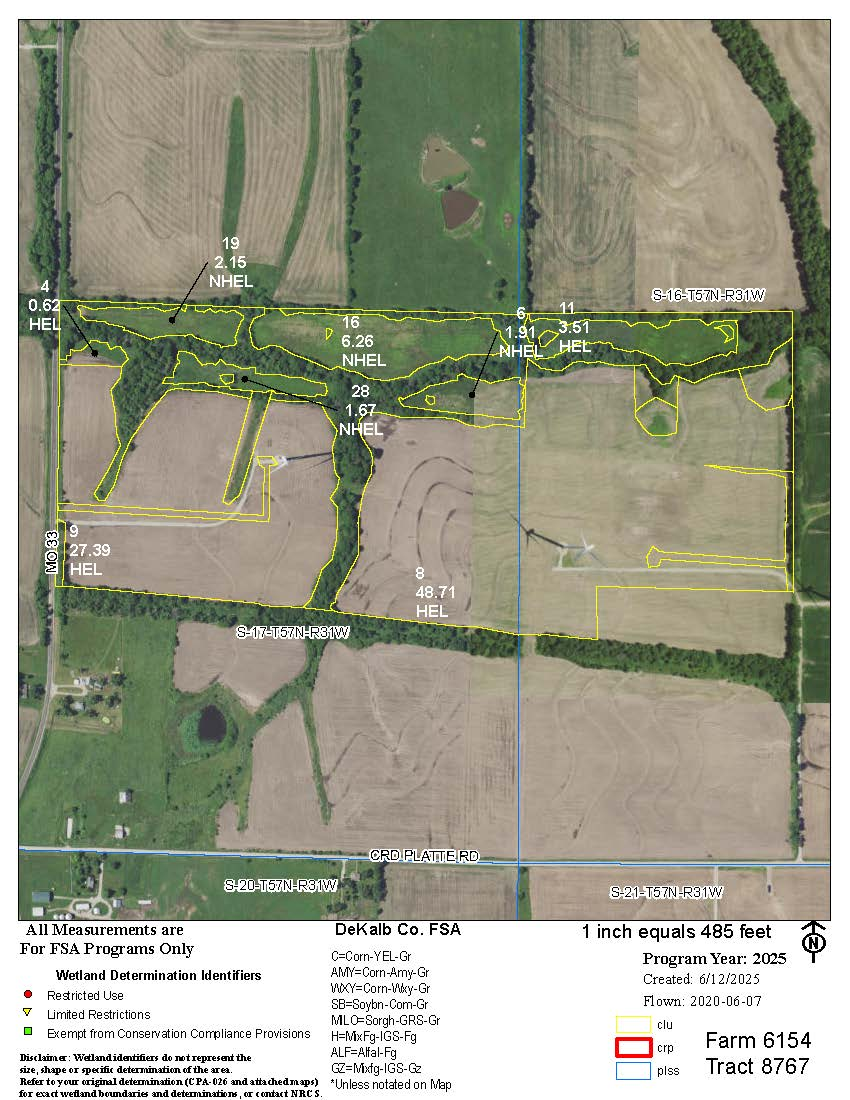 S-16-T57N-R31W
19
2.15
NHEL
4
0.62
HEL
16
6.26
NHEL
6
1.91
NHEL
11
3.51
HEL
28
1.67
NHEL
MO 33
9
27.39
HEL
8
48.71
HEL
S-17-T57N-R31W
CRD PLATTE RD
S-20-T57N-R31W
S-21-T57N-R31W
All Measurements are
For FSA Programs Only
Wetland Determination Identifiers
Restricted Use
Limited Restrictions
Exempt from Conservation Compliance Provisions
Disclaimer: Wetland identifiers do not represent the
size, shape or specific determination of the area.
Refer to your original determination (CPA-026 and attached maps)
for exact wetland boundaries and determinations, or contact NRCS.
DeKalb Co. FSA
C=Corn-YEL-Gr
AMY=Corn-Amy-Gr
WXY=Corn-Wxy-Gr
SB=Soybn-Com-Gr
MILO=Sorgh-GRS-Gr
H=MixFg-IGS-Fg
ALF=Alfal-Fg
GZ=Mixfg-IGS-Gz
*Unless notated on Map
1 inch equals 485 feet
N
Program Year: 2025
Created: 6/12/2025
Flown: 2020-06-07
clu
crp
plss
Farm 6154
Tract 8767